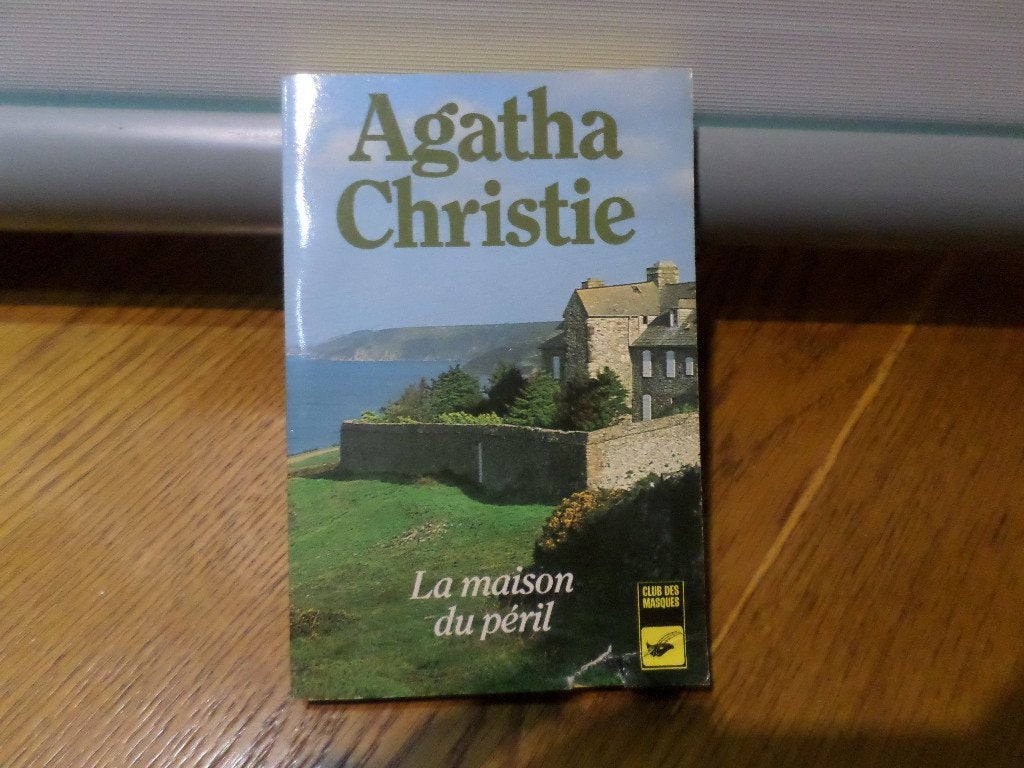 Agatha
Christie
La maison
du péril
CLUB DES
MASQUES